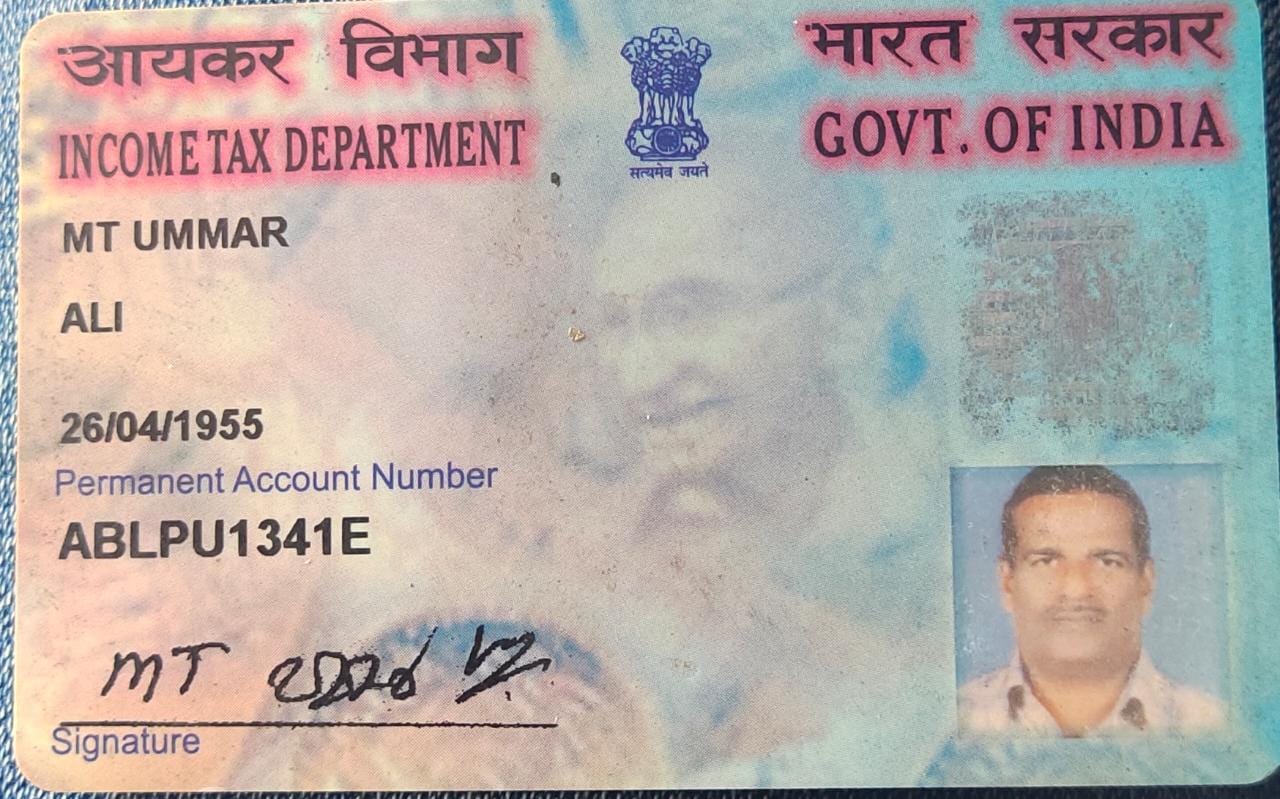 आयकर विभाग
INCOME TAX DEPARTMENT
सत्यमेव जयते
भारत सरकार
GOVT. OF INDIA
MT UMMAR
ALI
26/04/1955
Permanent Account Number
ABLPU1341E
MT
Signature